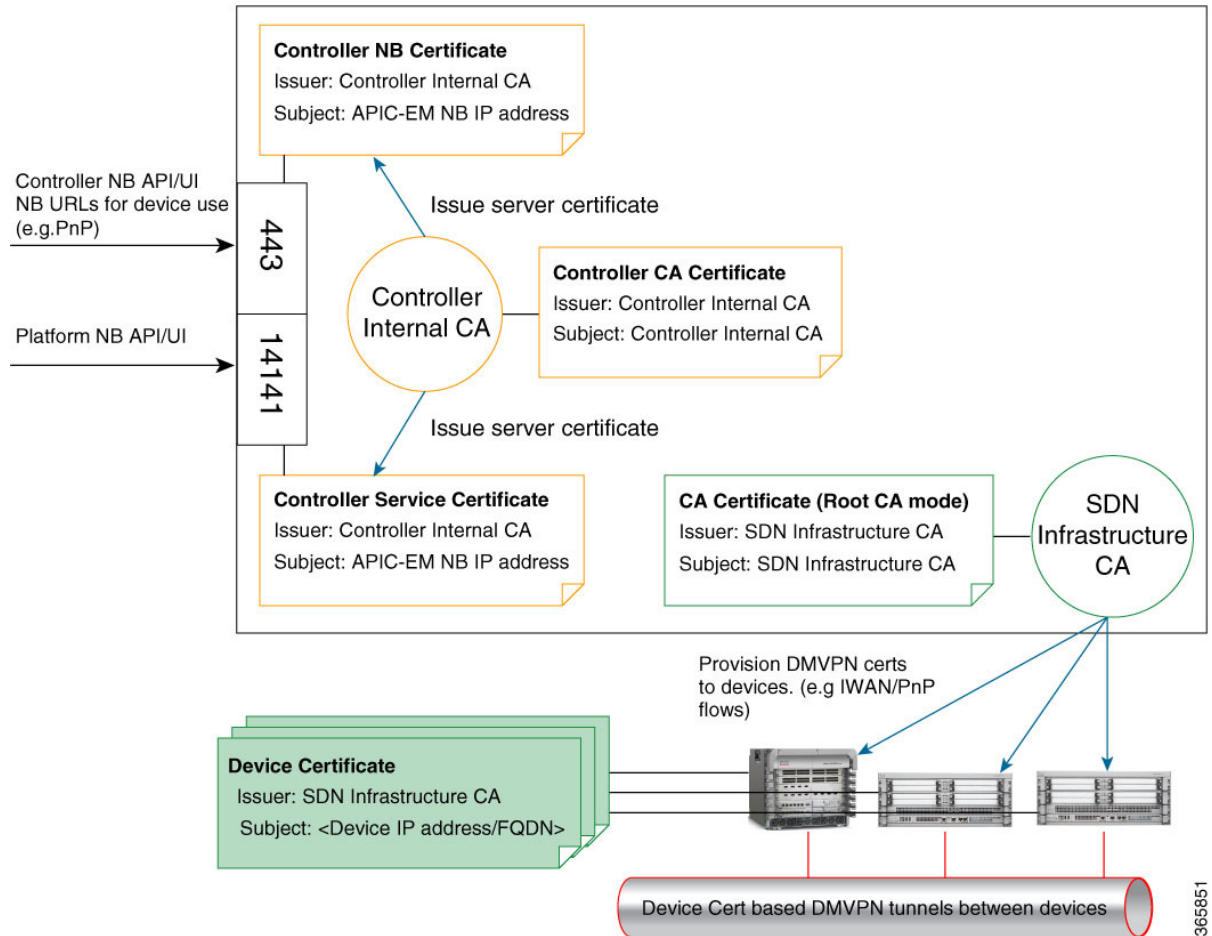 Controller NB Certificate
Issuer: Controller Internal CA
Subject: APIC-EM NB IP address
Controller NB API/UI
NB URLs for device use
(e.g.PnP)
443
Issue server certificate
Controller
Internal CA
Controller CA Certificate
Issuer: Controller Internal CA
Subject: Controller Internal CA
Platform NB API/UI
14141
Issue server certificate
Controller Service Certificate
Issuer: Controller Internal CA
Subject: APIC-EM NB IP address
CA Certificate (Root CA mode)
Issuer: SDN Infrastructure CA
Subject: SDN Infrastructure CA
SDN
Infrastructure
CA
Provision DMVPN certs
to devices. (e.g IWAN/PnP
flows)
Device Certificate
Issuer: SDN Infrastructure CA
Subject: <Device IP address/FQDN>
Device Cert based DMVPN tunnels between devices
365851